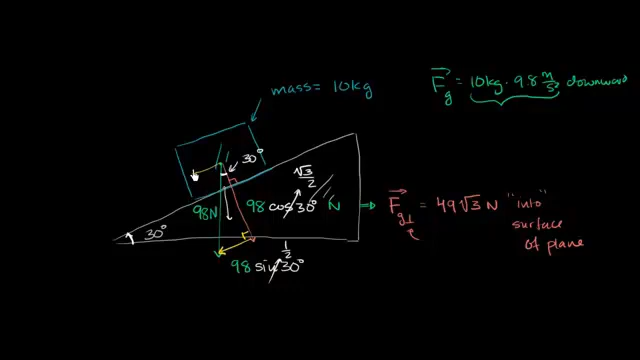 F⃗g = 10kg · 9.8 m/s² downward
mass = 10kg
30°
√3/2
98N
98 cos 30° N
⇒ F⃗g⊥ = 49√3 N "into" surface of plane
30°
1/2
98 sin 30°